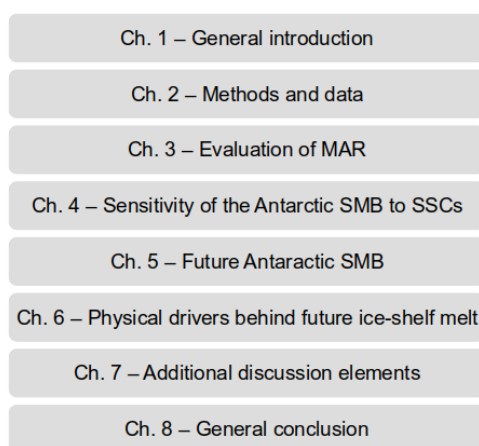 Ch. 1 – General introduction
Ch. 2 – Methods and data
Ch. 3 – Evaluation of MAR
Ch. 4 – Sensitivity of the Antarctic SMB to SSCs
Ch. 5 – Future Antaractic SMB
Ch. 6 – Physical drivers behind future ice-shelf melt
Ch. 7 – Additional discussion elements
Ch. 8 – General conclusion